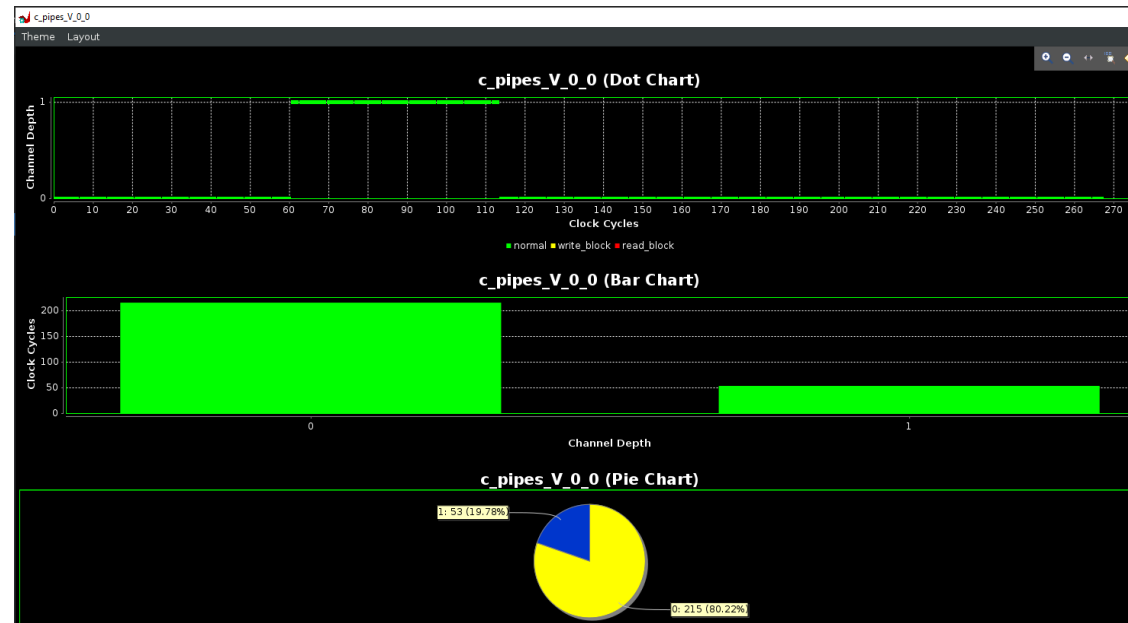 c_pipes_V_0_0
Theme Layout
c_pipes_V_0_0 (Dot Chart)
Channel Depth
1
0
0 10 20 30 40 50 60 70 80 90 100 110 120 130 140 150 160 170 180 190 200 210 220 230 240 250 260 270
Clock Cycles
normal write_block read_block
c_pipes_V_0_0 (Bar Chart)
Clock Cycles
200
150
100
50
0
0 1
Channel Depth
c_pipes_V_0_0 (Pie Chart)
1: 53 (19.78%)
0: 215 (80.22%)